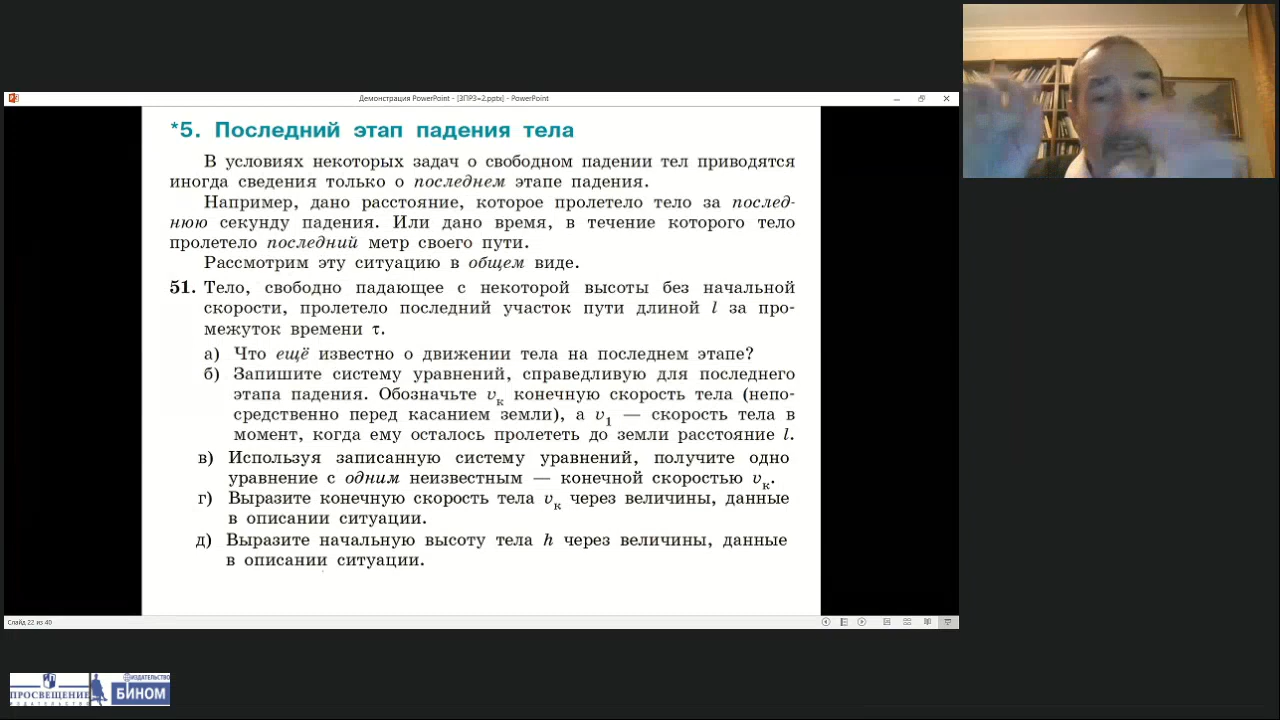 Демонстрация PowerPoint - [ЗПРЗ=2.pptx] - PowerPoint
*5. Последний этап падения тела
В условиях некоторых задач о свободном падении тел приводятся
иногда сведения только о последнем этапе падения.
Например, дано расстояние, которое пролетело тело за послед-
нюю секунду падения. Или дано время, в течение которого тело
пролетело последний метр своего пути.
Рассмотрим эту ситуацию в общем виде.
51. Тело, свободно падающее с некоторой высоты без начальной
скорости, пролетело последний участок пути длиной l за про-
межуток времени τ.
а) Что ещё известно о движении тела на последнем этапе?
б) Запишите систему уравнений, справедливую для последнего
этапа падения. Обозначьте vк конечную скорость тела (непо-
средственно перед касанием земли), а v1 — скорость тела в
момент, когда ему осталось пролететь до земли расстояние l.
в) Используя записанную систему уравнений, получите одно
уравнение с одним неизвестным — конечной скоростью vк.
г) Выразите конечную скорость тела vк через величины, данные
в описании ситуации.
д) Выразите начальную высоту тела h через величины, данные
в описании ситуации.
Слайд 22 из 40
ПРОСВЕЩЕНИЕ
ИЗДАТЕЛЬСТВО
ИЗДАТЕЛЬСТВО
БИНОМ